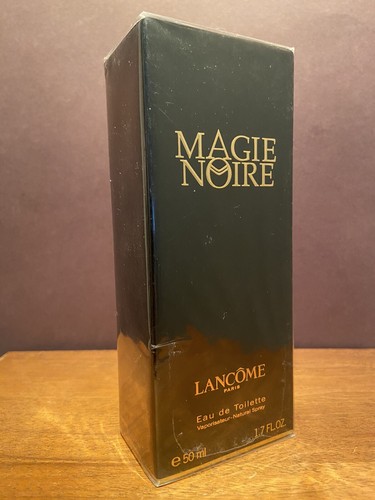 MAGIE
NOIRE
LANCÔME
PARIS
Eau de Toilette
Vaporisateur-Natural Spray
℮ 50 ml 1.7 FL.OZ.